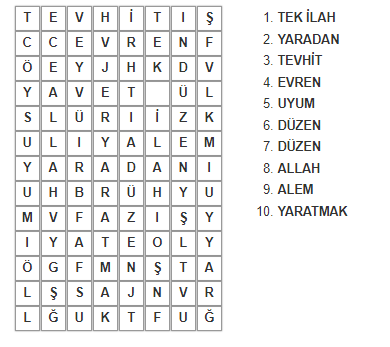 T E V H İ T I Ş
C C E V R E N F
Ö E Y J H K D V
Y A V E T Ü L
S L Ü R İ İ Z K
U L I Y A L E M
Y A R A D A N I
U H B R Ü H Y U
M V F A Z I Ş Y
I Y A T E O L Y
Ö G F M N Ş T A
L Ş S A J N V R
L Ğ U K T F U Ğ
1. TEK İLAH
2. YARADAN
3. TEVHİT
4. EVREN
5. UYUM
6. DÜZEN
7. DÜZEN
8. ALLAH
9. ALEM
10. YARATMAK